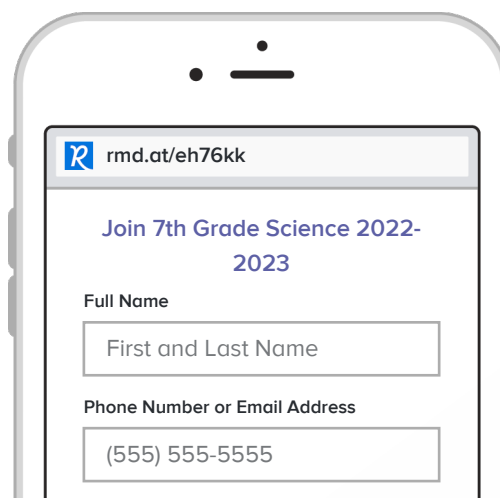 rmd.at/eh76kk
Join 7th Grade Science 2022-
2023
Full Name
First and Last Name
Phone Number or Email Address
(555) 555-5555